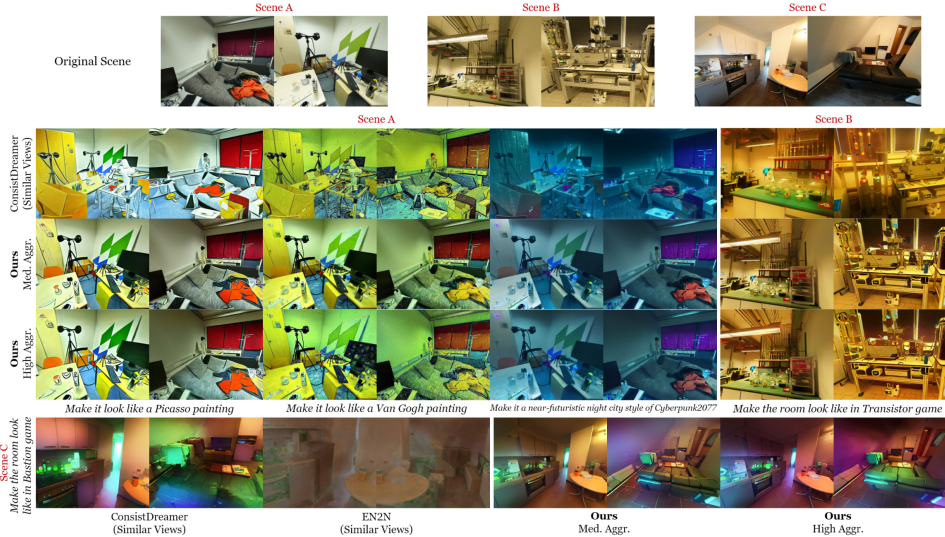 Scene A
Scene B
Scene C
Original Scene
Scene A
Scene B
ConsistDreamer
(Similar Views)
Ours
Med. Aggr.
Ours
High Aggr.
Make it look like a Picasso painting
Make it look like a Van Gogh painting
Make it a near-futuristic night city style of Cyberpunk2077
Make the room look like in Transistor game
Scene C
Make the room look
like in Bastion game
ConsistDreamer
(Similar Views)
EN2N
(Similar Views)
Ours
Med. Aggr.
Ours
High Aggr.